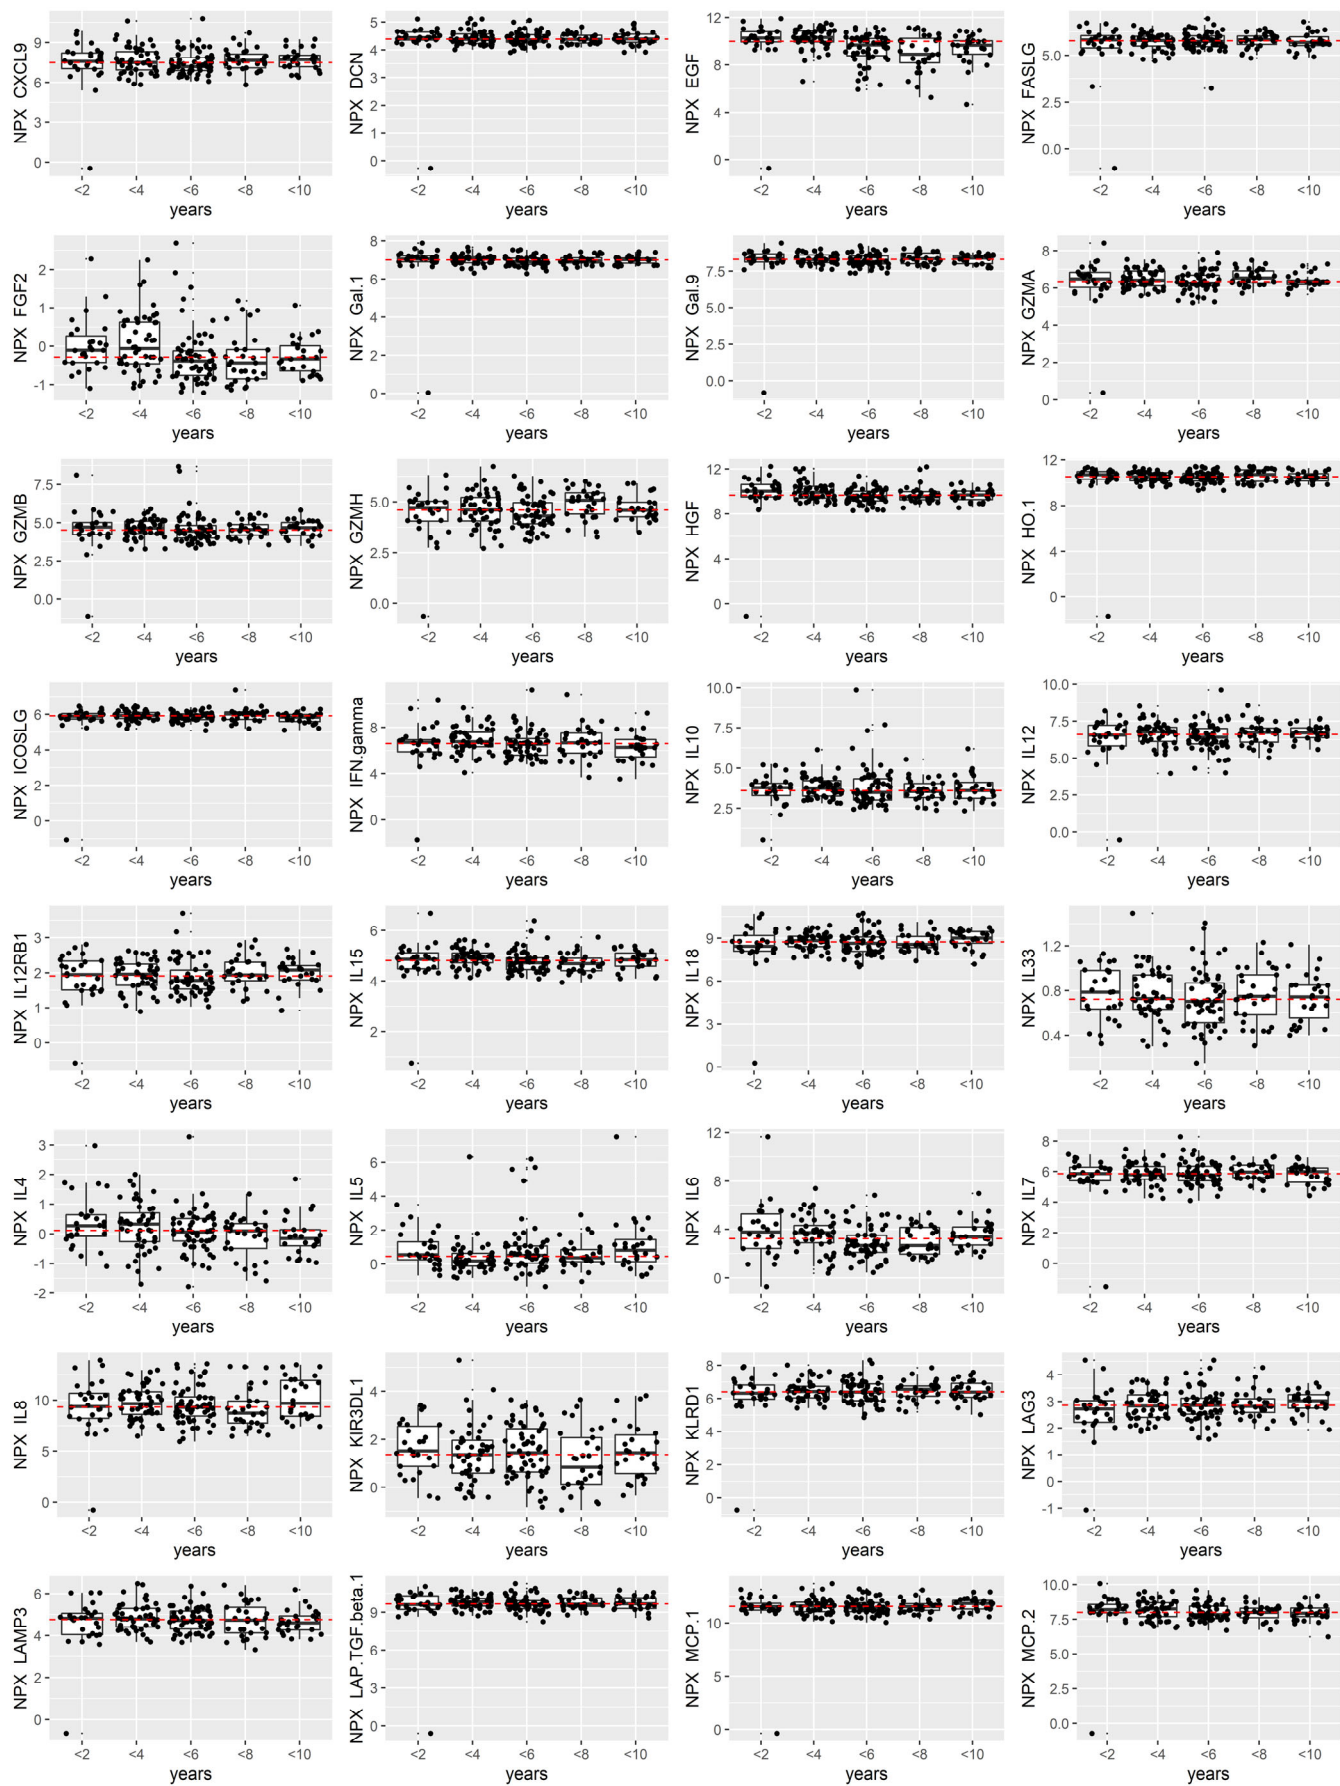 NPX CXCL9
9
6
3
0
<2 <4 <6 <8 <10
years
NPX DCN
5
4
3
2
1
0
<2 <4 <6 <8 <10
years
NPX EGF
12
8
4
0
<2 <4 <6 <8 <10
years
NPX FASLG
5.0
2.5
0.0
<2 <4 <6 <8 <10
years
NPX FGF2
2
1
0
-1
<2 <4 <6 <8 <10
years
NPX Gal.1
8
6
4
2
0
<2 <4 <6 <8 <10
years
NPX Gal.9
7.5
5.0
2.5
0.0
<2 <4 <6 <8 <10
years
NPX GZMA
8
6
4
2
0
<2 <4 <6 <8 <10
years
NPX GZMB
7.5
5.0
2.5
0.0
<2 <4 <6 <8 <10
years
NPX GZMH
5.0
2.5
0.0
<2 <4 <6 <8 <10
years
NPX HGF
12
8
4
0
<2 <4 <6 <8 <10
years
NPX HO.1
12
8
4
0
<2 <4 <6 <8 <10
years
NPX ICOSLG
6
4
2
0
<2 <4 <6 <8 <10
years
NPX IFN.gamma
8
4
0
<2 <4 <6 <8 <10
years
NPX IL10
10.0
7.5
5.0
2.5
<2 <4 <6 <8 <10
years
NPX IL12
10.0
7.5
5.0
2.5
0.0
<2 <4 <6 <8 <10
years
NPX IL12RB1
3
2
1
0
<2 <4 <6 <8 <10
years
NPX IL15
6
4
2
<2 <4 <6 <8 <10
years
NPX IL18
9
6
3
0
<2 <4 <6 <8 <10
years
NPX IL33
1.2
0.8
0.4
<2 <4 <6 <8 <10
years
NPX IL4
3
2
1
0
-1
-2
<2 <4 <6 <8 <10
years
NPX IL5
6
4
2
0
<2 <4 <6 <8 <10
years
NPX IL6
12
8
4
0
<2 <4 <6 <8 <10
years
NPX IL7
8
6
4
2
0
<2 <4 <6 <8 <10
years
NPX IL8
10
5
0
<2 <4 <6 <8 <10
years
NPX KIR3DL1
4
2
0
<2 <4 <6 <8 <10
years
NPX KLRD1
8
6
4
2
0
<2 <4 <6 <8 <10
years
NPX LAG3
4
3
2
1
0
-1
<2 <4 <6 <8 <10
years
NPX LAMP3
6
4
2
0
<2 <4 <6 <8 <10
years
NPX LAP.TGF.beta.1
9
6
3
0
<2 <4 <6 <8 <10
years
NPX MCP.1
10
5
0
<2 <4 <6 <8 <10
years
NPX MCP.2
10.0
7.5
5.0
2.5
0.0
<2 <4 <6 <8 <10
years